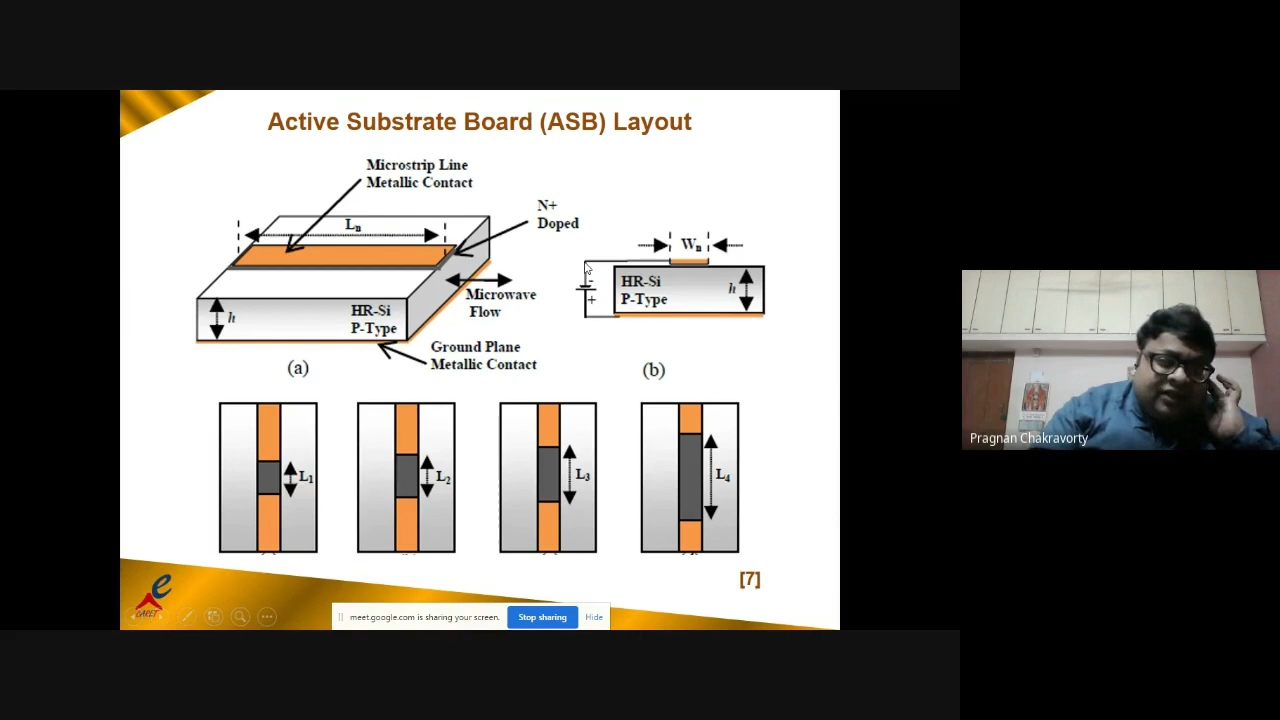 Active Substrate Board (ASB) Layout
Microstrip Line
Metallic Contact
N+
Doped
Lₙ
Wₙ
HR-Si
P-Type
h
-
+
Microwave
Flow
h
HR-Si
P-Type
Ground Plane
Metallic Contact
(a)
(b)
L₁
L₂
L₃
L₄
[7]
e
CARET
meet.google.com is sharing your screen.
Stop sharing
Hide
Pragnan Chakravorty